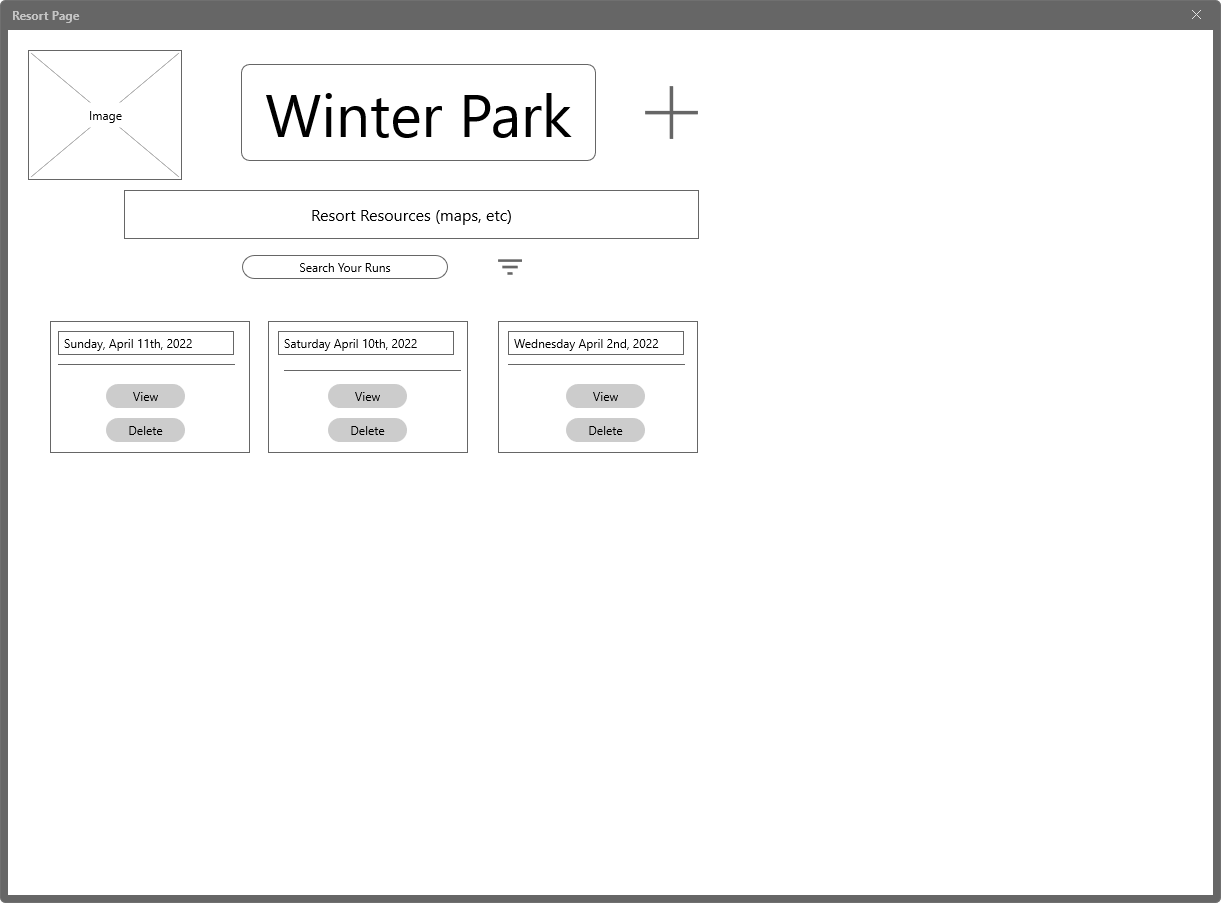 Resort Page
Image
Winter Park
Resort Resources (maps, etc)
Search Your Runs
Sunday, April 11th, 2022
Saturday April 10th, 2022
Wednesday April 2nd, 2022
View
View
View
Delete
Delete
Delete